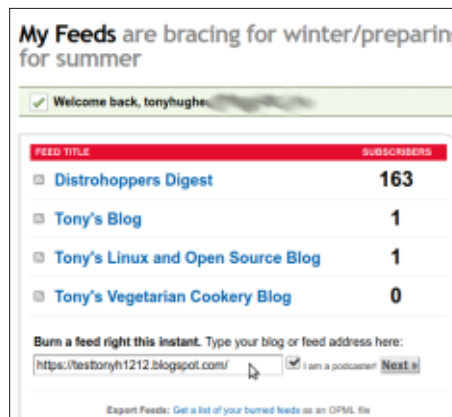 My Feeds are bracing for winter/preparing
for summer
Welcome back, tonyhughe
FEED TITLE SUBSCRIBERS
Distrohoppers Digest 163
Tony's Blog 1
Tony's Linux and Open Source Blog 1
Tony's Vegetarian Cookery Blog 0
Burn a feed right this instant. Type your blog or feed address here:
https://testtonyh1212.blogspot.com/ I am a podcaster! Next »
Export Feeds: Get a list of your burned feeds as an OPML file